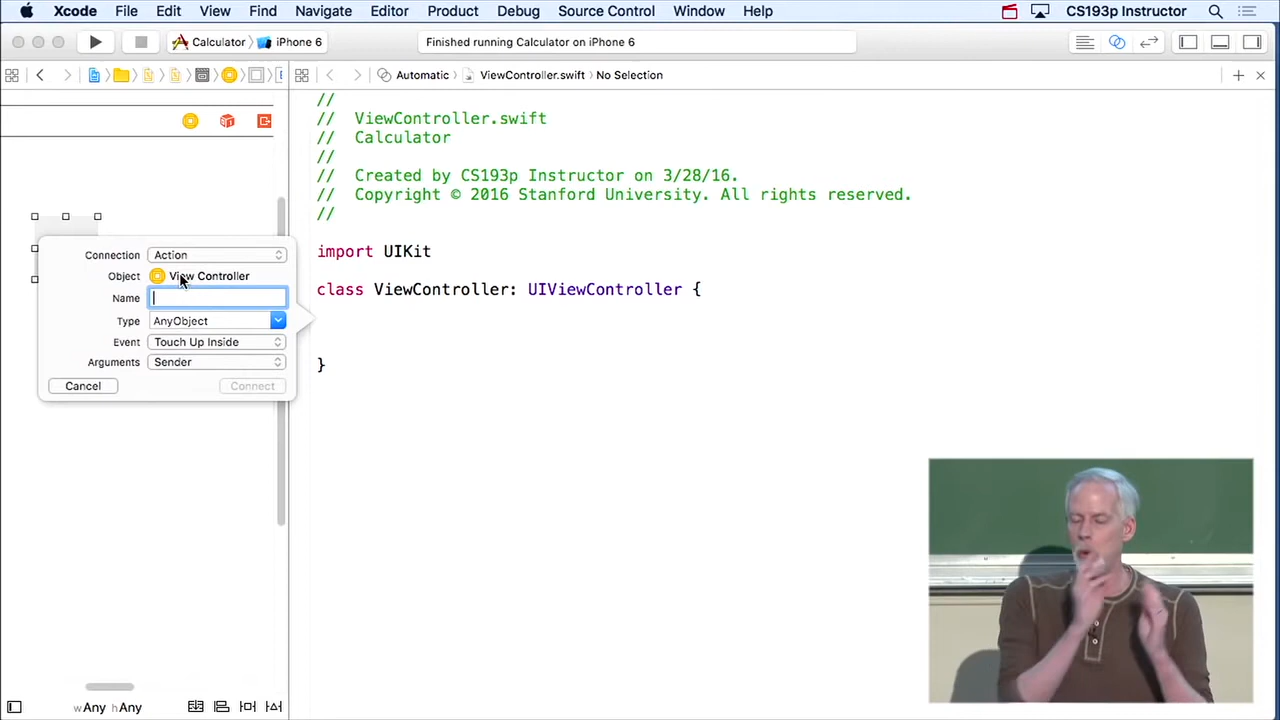 Xcode File Edit View Find Navigate Editor Product Debug Source Control Window Help CS193p Instructor
Calculator iPhone 6 Finished running Calculator on iPhone 6
Automatic ViewController.swift No Selection
//
// ViewController.swift
// Calculator
//
// Created by CS193p Instructor on 3/28/16.
// Copyright © 2016 Stanford University. All rights reserved.
//
import UIKit
class ViewController: UIViewController {
}
Connection Action
Object View Controller
Name
Type AnyObject
Event Touch Up Inside
Arguments Sender
Cancel Connect
wAny hAny